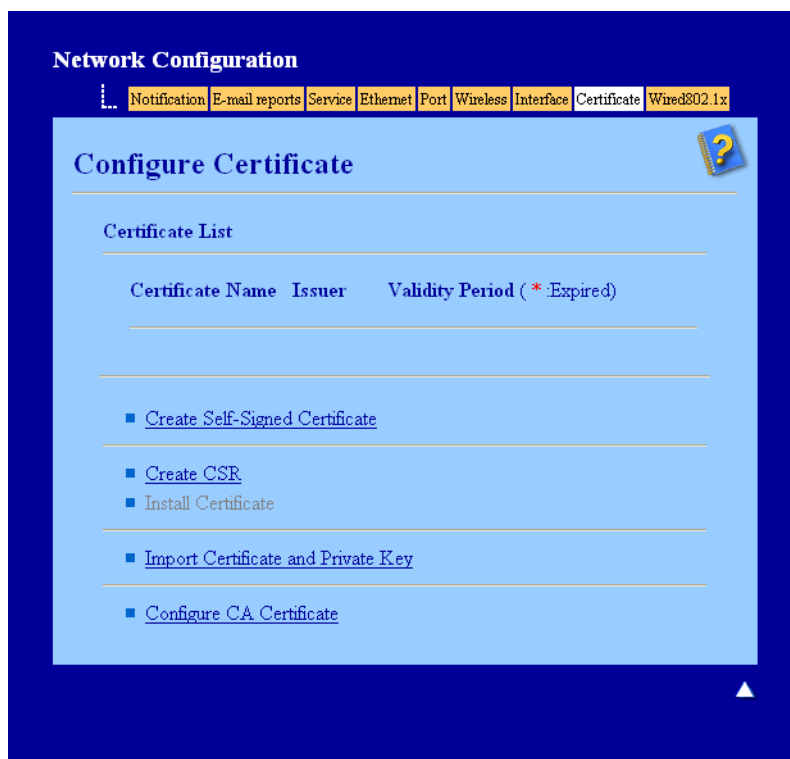 Network Configuration
Notification E-mail reports Service Ethernet Port Wireless Interface Certificate Wired802.1x
Configure Certificate
?
Certificate List
Certificate Name Issuer Validity Period ( * :Expired)
Create Self-Signed Certificate
Create CSR
Install Certificate
Import Certificate and Private Key
Configure CA Certificate